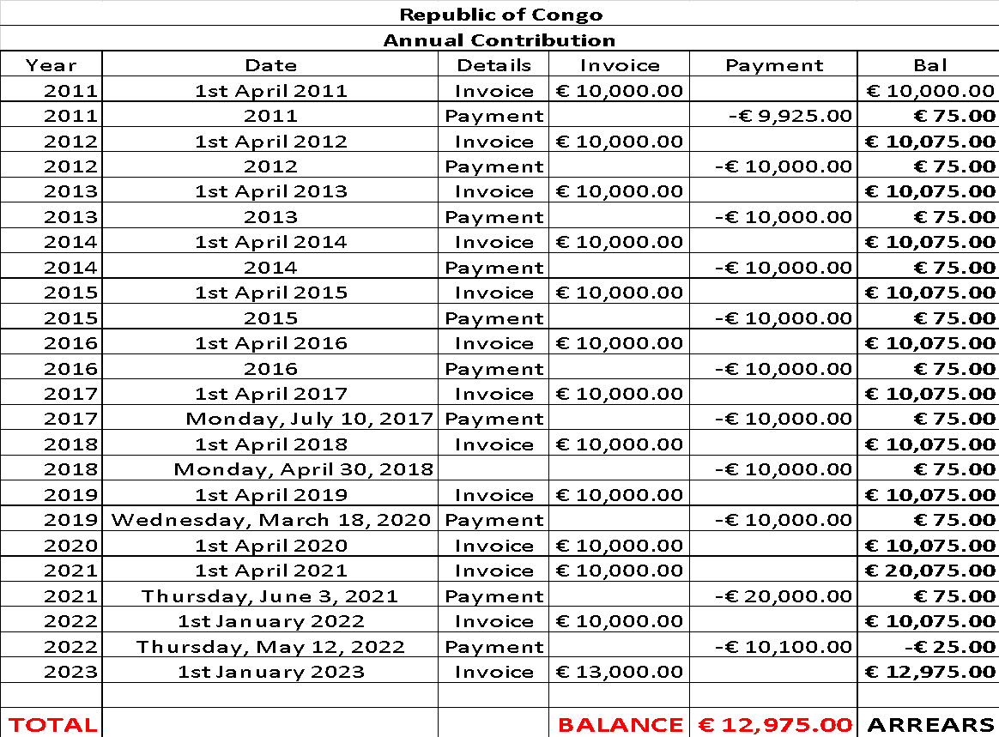 Republic of Congo
Annual Contribution
Year Date Details Invoice Payment Bal
2011 1st April 2011 Invoice € 10,000.00 € 10,000.00
2011 2011 Payment -€ 9,925.00 € 75.00
2012 1st April 2012 Invoice € 10,000.00 € 10,075.00
2012 2012 Payment -€ 10,000.00 € 75.00
2013 1st April 2013 Invoice € 10,000.00 € 10,075.00
2013 2013 Payment -€ 10,000.00 € 75.00
2014 1st April 2014 Invoice € 10,000.00 € 10,075.00
2014 2014 Payment -€ 10,000.00 € 75.00
2015 1st April 2015 Invoice € 10,000.00 € 10,075.00
2015 2015 Payment -€ 10,000.00 € 75.00
2016 1st April 2016 Invoice € 10,000.00 € 10,075.00
2016 2016 Payment -€ 10,000.00 € 75.00
2017 1st April 2017 Invoice € 10,000.00 € 10,075.00
2017 Monday, July 10, 2017 Payment -€ 10,000.00 € 75.00
2018 1st April 2018 Invoice € 10,000.00 € 10,075.00
2018 Monday, April 30, 2018 -€ 10,000.00 € 75.00
2019 1st April 2019 Invoice € 10,000.00 € 10,075.00
2019 Wednesday, March 18, 2020 Payment -€ 10,000.00 € 75.00
2020 1st April 2020 Invoice € 10,000.00 € 10,075.00
2021 1st April 2021 Invoice € 10,000.00 € 20,075.00
2021 Thursday, June 3, 2021 Payment -€ 20,000.00 € 75.00
2022 1st January 2022 Invoice € 10,000.00 € 10,075.00
2022 Thursday, May 12, 2022 Payment -€ 10,100.00 -€ 25.00
2023 1st January 2023 Invoice € 13,000.00 € 12,975.00
TOTAL BALANCE € 12,975.00 ARREARS